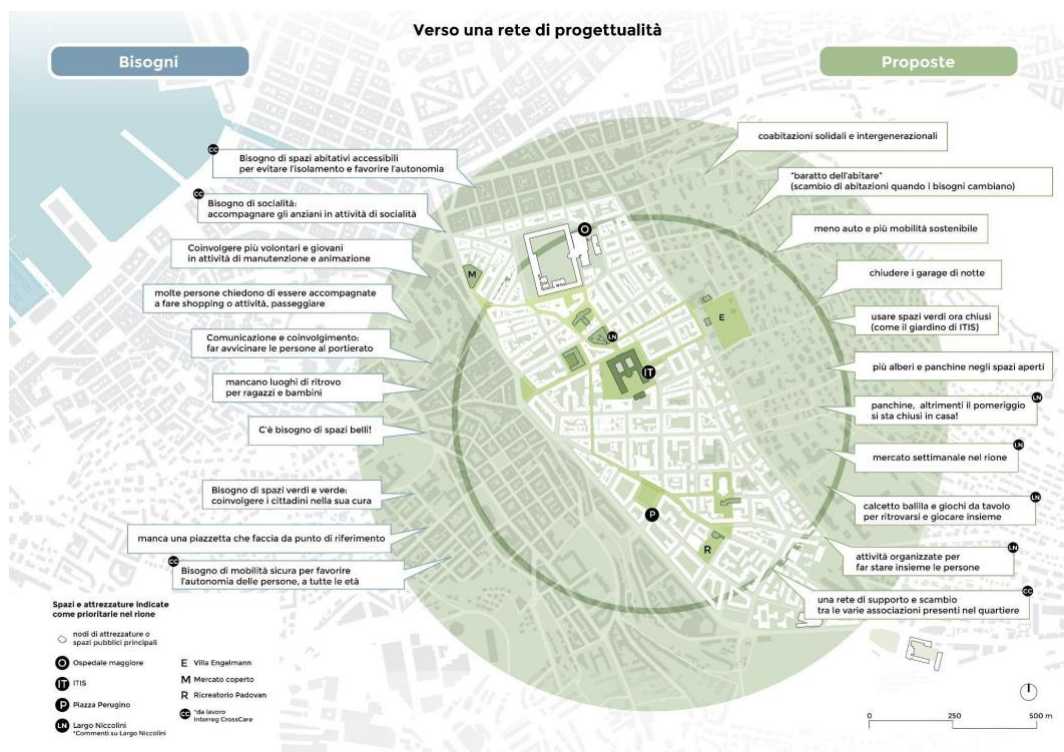 Verso una rete di progettualità
Bisogni
Proposte
CC
Bisogno di spazi abitativi accessibili
per evitare l'isolamento e favorire l'autonomia
CC
Bisogno di socialità:
accompagnare gli anziani in attività di socialità
Coinvolgere più volontari e giovani
in attività di manutenzione e animazione
molte persone chiedono di essere accompagnate
a fare shopping o attività, passeggiare
Comunicazione e coinvolgimento:
far avvicinare le persone al portierato
mancano luoghi di ritrovo
per ragazzi e bambini
C'è bisogno di spazi belli!
Bisogno di spazi verdi e verde:
coinvolgere i cittadini nella sua cura
manca una piazzetta che faccia da punto di riferimento
CC
Bisogno di mobilità sicura per favorire
l'autonomia delle persone, a tutte le età
O
M
E
LN
IT
P
R
coabitazioni solidali e intergenerazionali
"baratto dell'abitare"
(scambio di abitazioni quando i bisogni cambiano)
meno auto e più mobilità sostenibile
chiudere i garage di notte
usare spazi verdi ora chiusi
(come il giardino di ITIS)
più alberi e panchine negli spazi aperti
LN
panchine, altrimenti il pomeriggio
si sta chiusi in casa!
LN
mercato settimanale nel rione
LN
calcetto balilla e giochi da tavolo
per ritrovarsi e giocare insieme
LN
attività organizzate per
far stare insieme le persone
CC
una rete di supporto e scambio
tra le varie associazioni presenti nel quartiere
Spazi e attrezzature indicate
come prioritarie nel rione
nodi di attrezzature o
spazi pubblici principali
O Ospedale maggiore
IT ITIS
P Piazza Perugino
LN Largo Niccolini
*Commenti su Largo Niccolini
E Villa Engelmann
M Mercato coperto
R Ricreatorio Padovan
CC *da lavoro
Interreg CrossCare
0 250 500 m